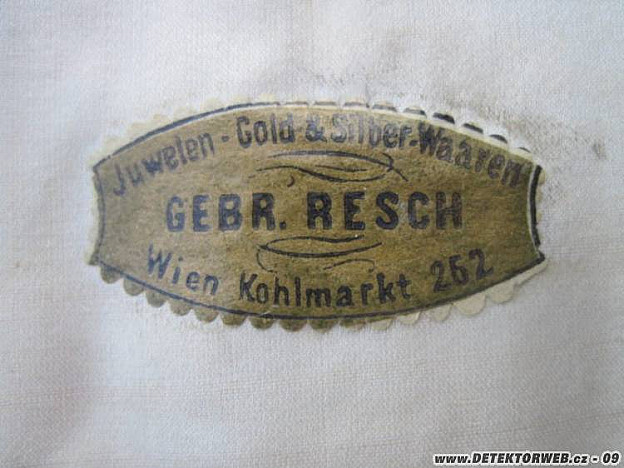 Juwelen - Gold & Silber-Waaren
GEBR. RESCH
Wien Kohlmarkt 262
www.DETEKTORWEB.cz - 09